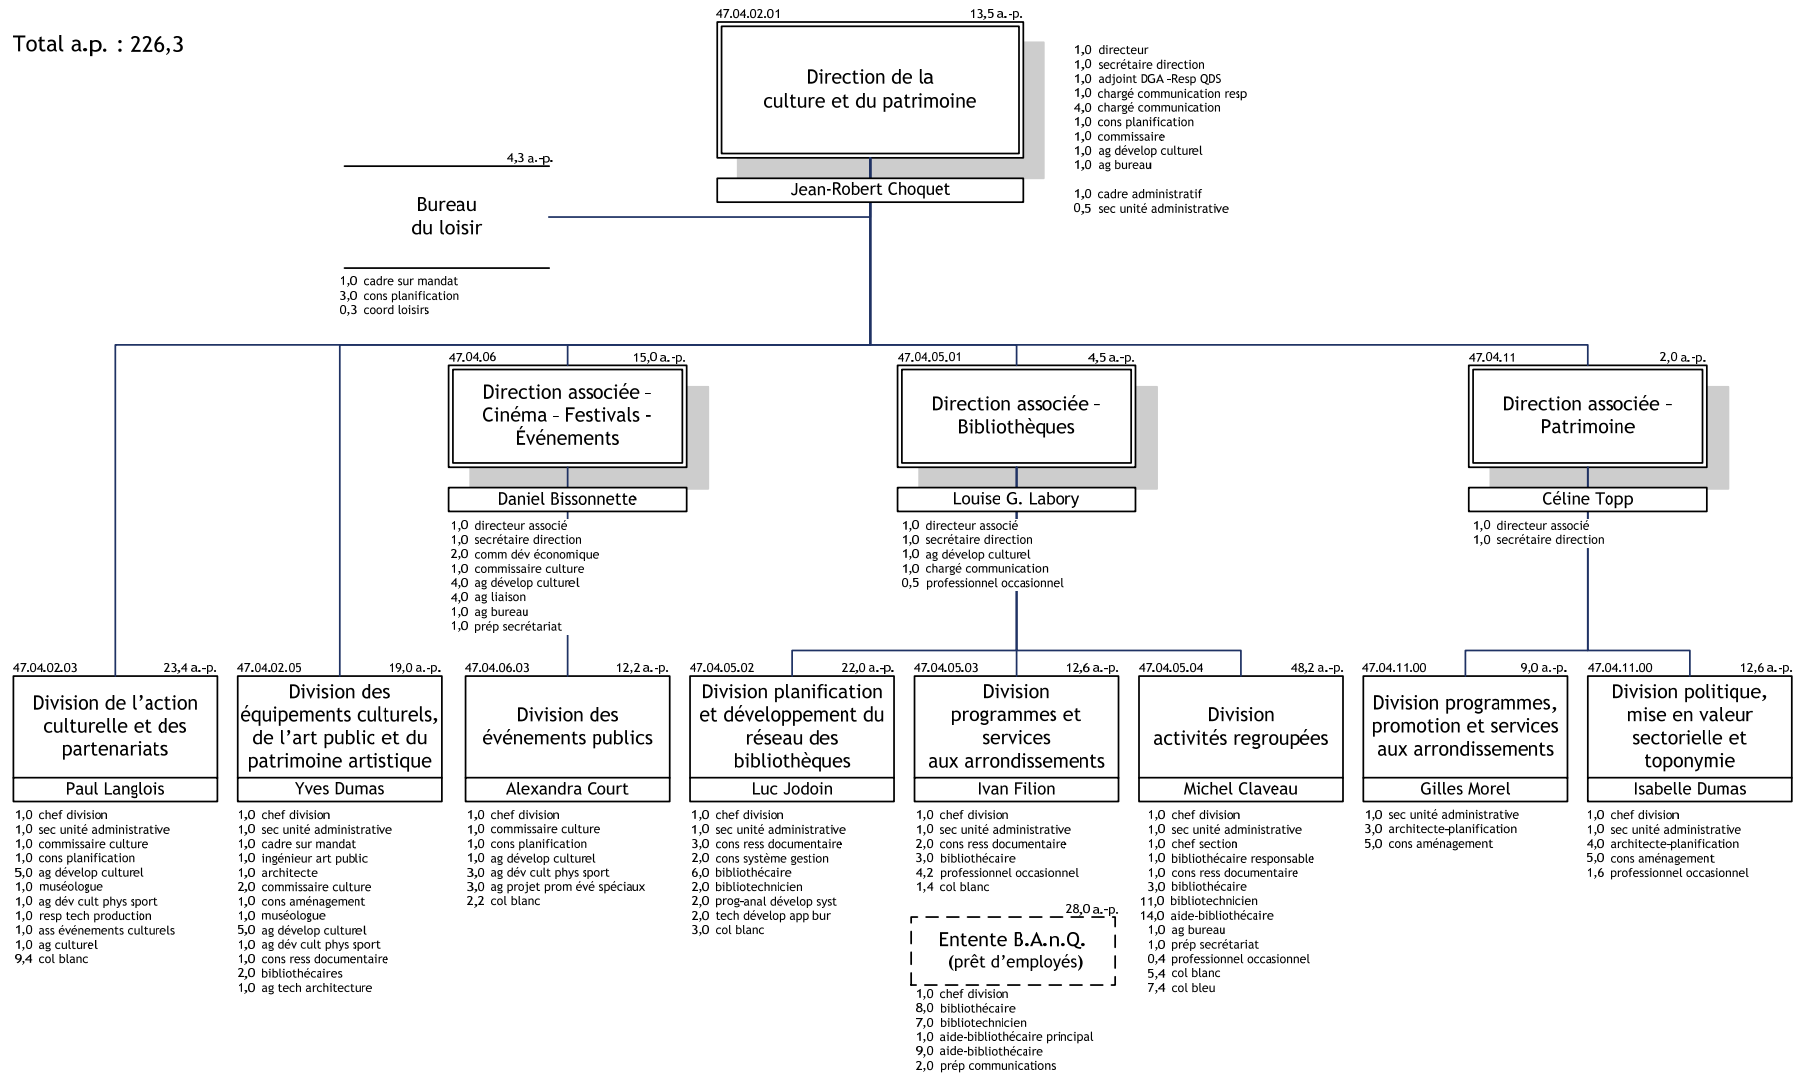 Total a.p. : 226,3
47.04.02.01 13,5 a.-p.
Direction de la
culture et du patrimoine
Jean-Robert Choquet
1,0 directeur
1,0 secrétaire direction
1,0 adjoint DGA -Resp QDS
1,0 chargé communication resp
4,0 chargé communication
1,0 cons planification
1,0 commissaire
1,0 ag dévelop culturel
1,0 ag bureau
1,0 cadre administratif
0,5 sec unité administrative
4,3 a.-p.
Bureau
du loisir
1,0 cadre sur mandat
3,0 cons planification
0,3 coord loisirs
47.04.06 15,0 a.-p.
Direction associée –
Cinéma – Festivals -
Événements
Daniel Bissonnette
1,0 directeur associé
1,0 secrétaire direction
2,0 comm dév économique
1,0 commissaire culture
4,0 ag dévelop culturel
4,0 ag liaison
1,0 ag bureau
1,0 prép secrétariat
47.04.05.01 4,5 a.-p.
Direction associée –
Bibliothèques
Louise G. Labory
1,0 directeur associé
1,0 secrétaire direction
1,0 ag dévelop culturel
1,0 chargé communication
0,5 professionnel occasionnel
47.04.11 2,0 a.-p.
Direction associée –
Patrimoine
Céline Topp
1,0 directeur associé
1,0 secrétaire direction
47.04.02.03 23,4 a.-p.
Division de l’action
culturelle et des
partenariats
Paul Langlois
1,0 chef division
1,0 sec unité administrative
1,0 commissaire culture
1,0 cons planification
5,0 ag dévelop culturel
1,0 muséologue
1,0 ag dév cult phys sport
1,0 resp tech production
1,0 ass événements culturels
1,0 ag culturel
9,4 col blanc
47.04.02.05 19,0 a.-p.
Division des
équipements culturels,
de l’art public et du
patrimoine artistique
Yves Dumas
1,0 chef division
1,0 sec unité administrative
1,0 cadre sur mandat
1,0 ingénieur art public
1,0 architecte
2,0 commissaire culture
1,0 cons aménagement
1,0 muséologue
5,0 ag dévelop culturel
1,0 ag dév cult phys sport
1,0 cons ress documentaire
2,0 bibliothécaires
1,0 ag tech architecture
47.04.06.03 12,2 a.-p.
Division des
événements publics
Alexandra Court
1,0 chef division
1,0 commissaire culture
1,0 cons planification
1,0 ag dévelop culturel
3,0 ag dév cult phys sport
3,0 ag projet prom évé spéciaux
2,2 col blanc
47.04.05.02 22,0 a.-p.
Division planification
et développement du
réseau des
bibliothèques
Luc Jodoin
1,0 chef division
1,0 sec unité administrative
3,0 cons ress documentaire
2,0 cons système gestion
6,0 bibliothécaire
2,0 bibliotechnicien
2,0 prog-anal dévelop syst
2,0 tech dévelop app bur
3,0 col blanc
47.04.05.03 12,6 a.-p.
Division
programmes et
services
aux arrondissements
Ivan Filion
1,0 chef division
1,0 sec unité administrative
2,0 cons ress documentaire
3,0 bibliothécaire
4,2 professionnel occasionnel
1,4 col blanc
28,0 a.-p.
Entente B.A.n.Q.
(prêt d’employés)
1,0 chef division
8,0 bibliothécaire
7,0 bibliotechnicien
1,0 aide-bibliothécaire principal
9,0 aide-bibliothécaire
2,0 prép communications
47.04.05.04 48,2 a.-p.
Division
activités regroupées
Michel Claveau
1,0 chef division
1,0 sec unité administrative
1,0 chef section
1,0 bibliothécaire responsable
1,0 cons ress documentaire
3,0 bibliothécaire
11,0 bibliotechnicien
14,0 aide-bibliothécaire
1,0 ag bureau
1,0 prép secrétariat
0,4 professionnel occasionnel
5,4 col blanc
7,4 col bleu
47.04.11.00 9,0 a.-p.
Division programmes,
promotion et services
aux arrondissements
Gilles Morel
1,0 sec unité administrative
3,0 architecte-planification
5,0 cons aménagement
47.04.11.00 12,6 a.-p.
Division politique,
mise en valeur
sectorielle et
toponymie
Isabelle Dumas
1,0 chef division
1,0 sec unité administrative
4,0 architecte-planification
5,0 cons aménagement
1,6 professionnel occasionnel